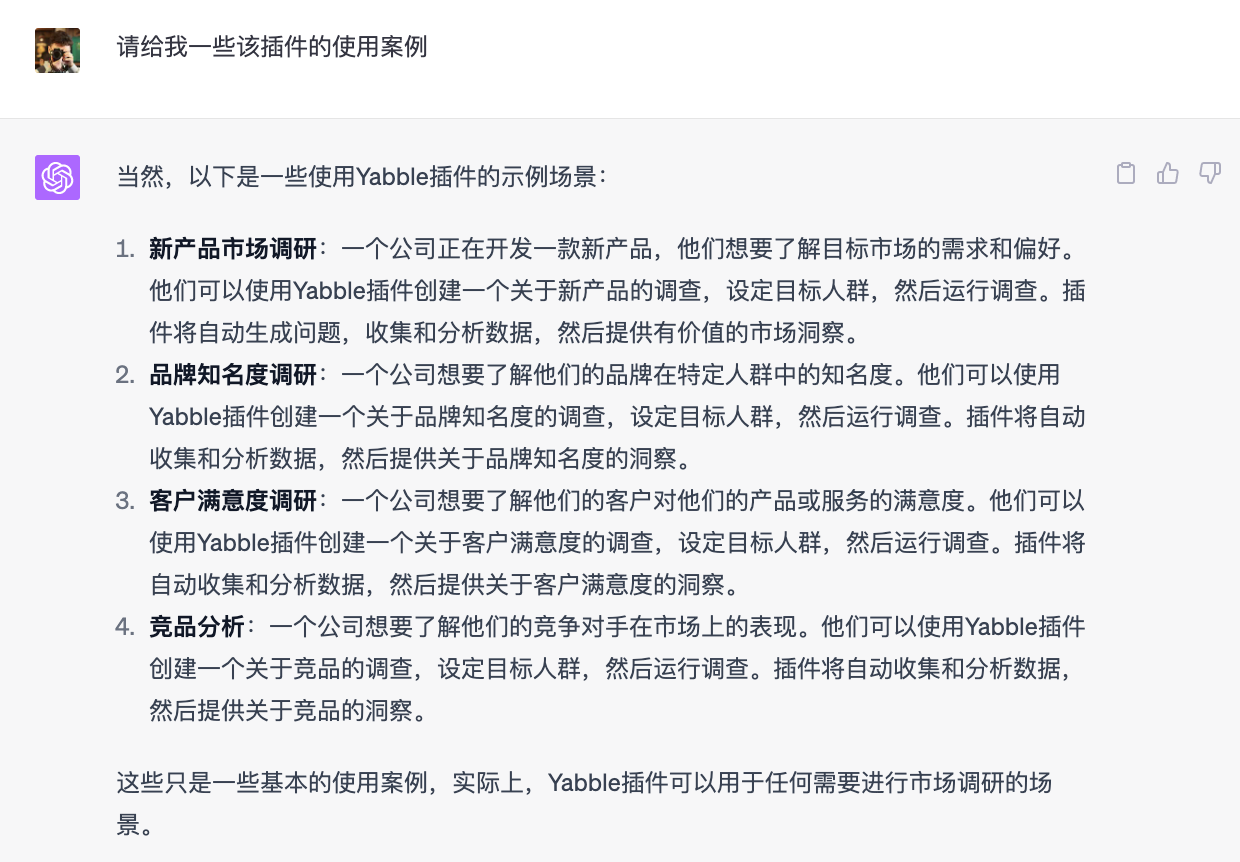 请给我一些该插件的使用案例
当然，以下是一些使用Yabble插件的示例场景：
1. 新产品市场调研：一个公司正在开发一款新产品，他们想要了解目标市场的需求和偏好。
他们可以使用Yabble插件创建一个关于新产品的调查，设定目标人群，然后运行调查。插
件将自动生成问题，收集和分析数据，然后提供有价值的市场洞察。
2. 品牌知名度调研：一个公司想要了解他们的品牌在特定人群中的知名度。他们可以使用
Yabble插件创建一个关于品牌知名度的调查，设定目标人群，然后运行调查。插件将自动
收集和分析数据，然后提供关于品牌知名度的洞察。
3. 客户满意度调研：一个公司想要了解他们的客户对他们的产品或服务的满意度。他们可以
使用Yabble插件创建一个关于客户满意度的调查，设定目标人群，然后运行调查。插件将
自动收集和分析数据，然后提供关于客户满意度的洞察。
4. 竞品分析：一个公司想要了解他们的竞争对手在市场上的表现。他们可以使用Yabble插件
创建一个关于竞品的调查，设定目标人群，然后运行调查。插件将自动收集和分析数据，
然后提供关于竞品的洞察。
这些只是一些基本的使用案例，实际上，Yabble插件可以用于任何需要进行市场调研的场
景。